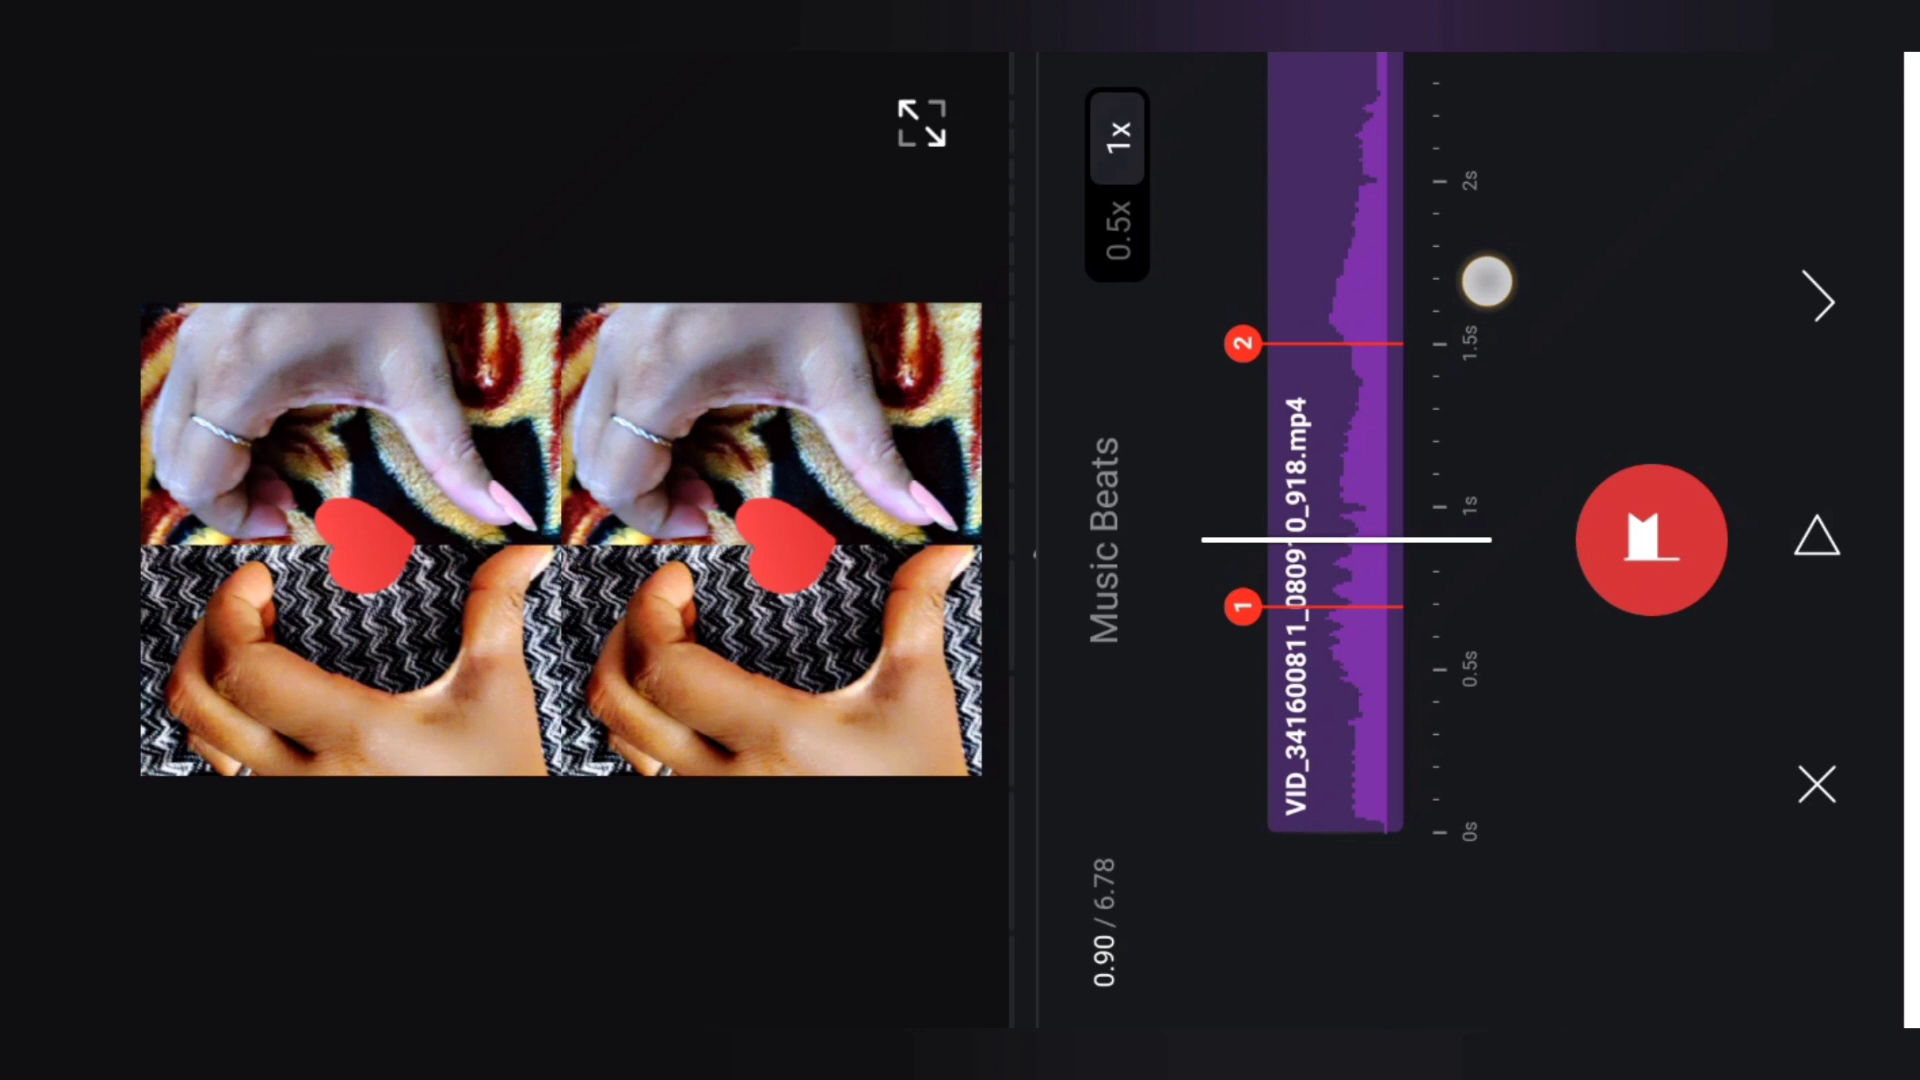 0.90 / 6.78
Music Beats
0.5x
1x
1
2
VID_341600811_080910_918.mp4
0s
0.5s
1s
1.5s
2s